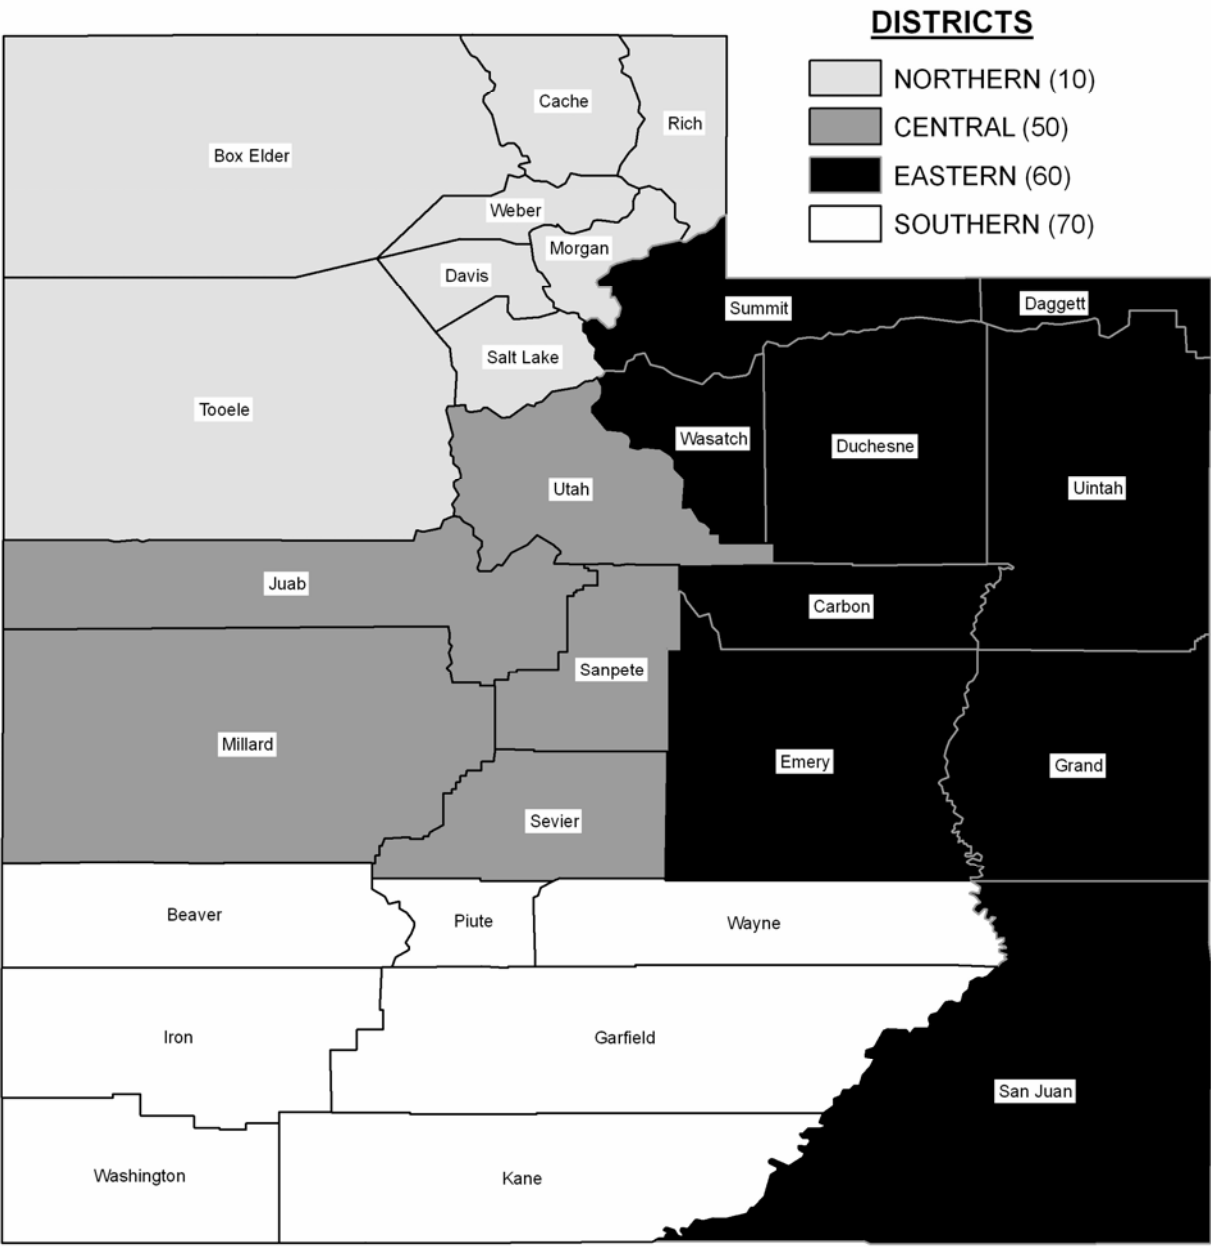 DISTRICTS
NORTHERN (10)
CENTRAL (50)
EASTERN (60)
SOUTHERN (70)
Cache
Rich
Box Elder
Weber
Morgan
Davis
Summit
Daggett
Salt Lake
Tooele
Wasatch
Duchesne
Uintah
Utah
Juab
Carbon
Sanpete
Millard
Emery
Grand
Sevier
Beaver
Piute
Wayne
Iron
Garfield
San Juan
Washington
Kane